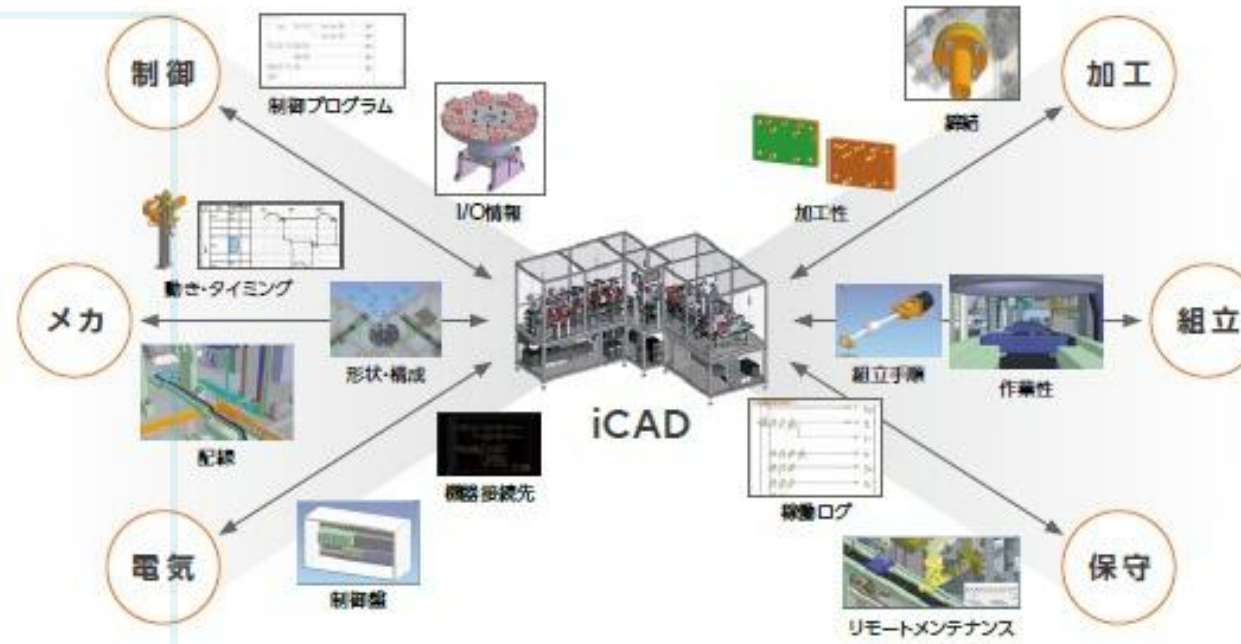 制御
制御プログラム
I/O情報
動き・タイミング
メカ
形状・構成
配線
電気
機器接続先
制御盤
iCAD
締結
加工
加工性
組立手順
作業性
組立
稼働ログ
保守
リモートメンテナンス